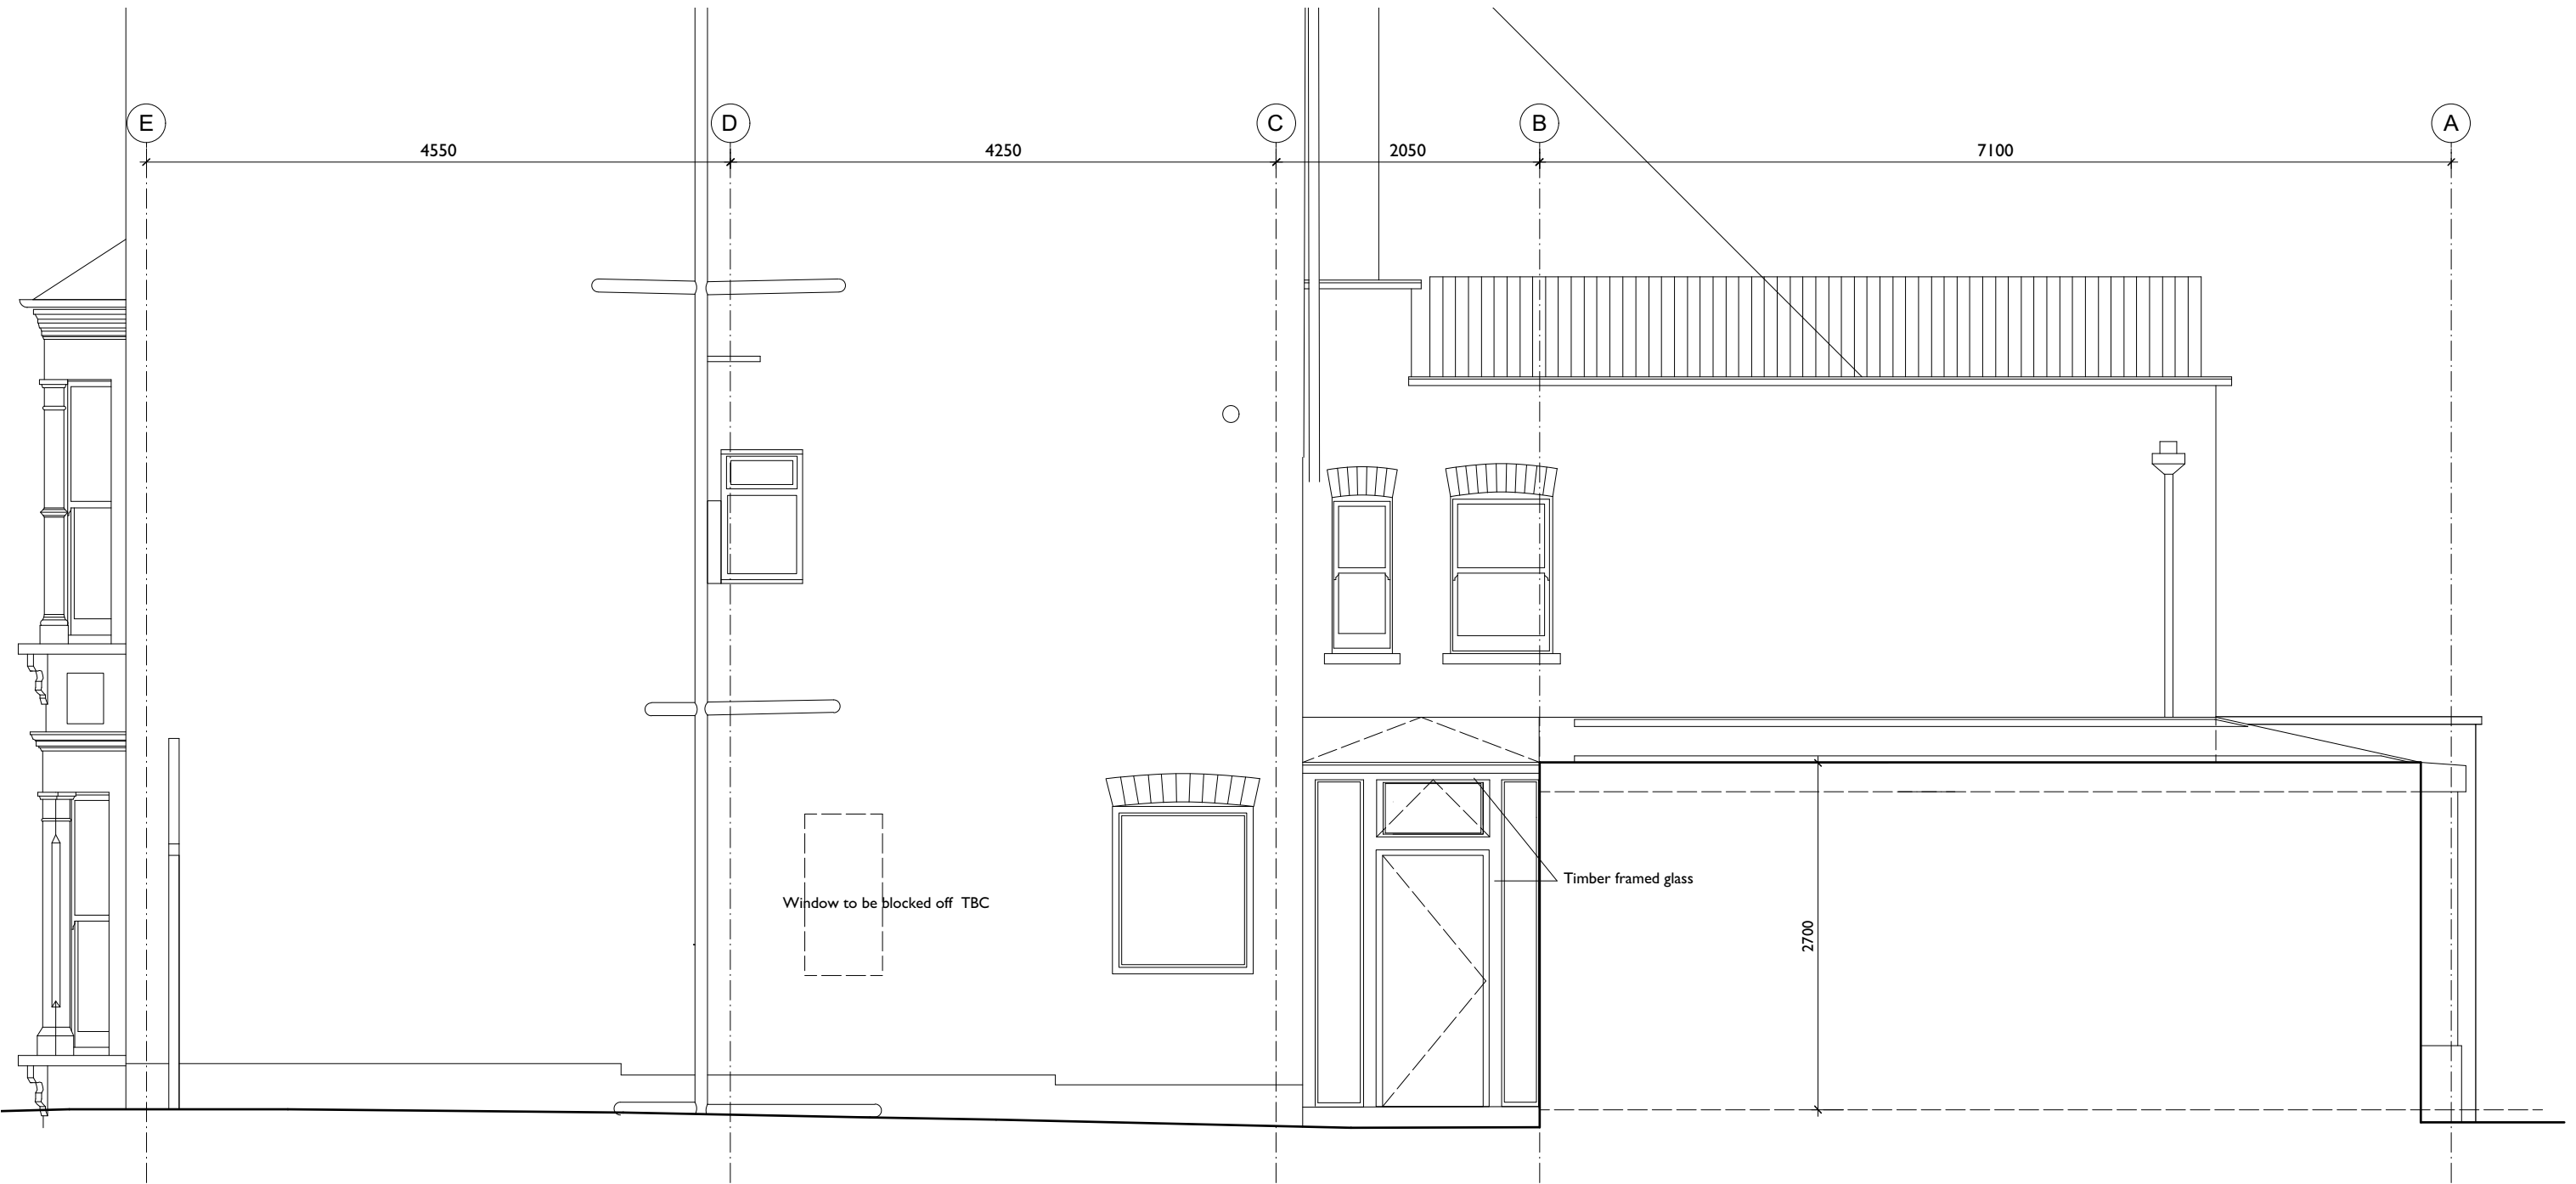 E
D
C
B
A
4550
4250
2050
7100
Timber framed glass
Window to be blocked off TBC
2700